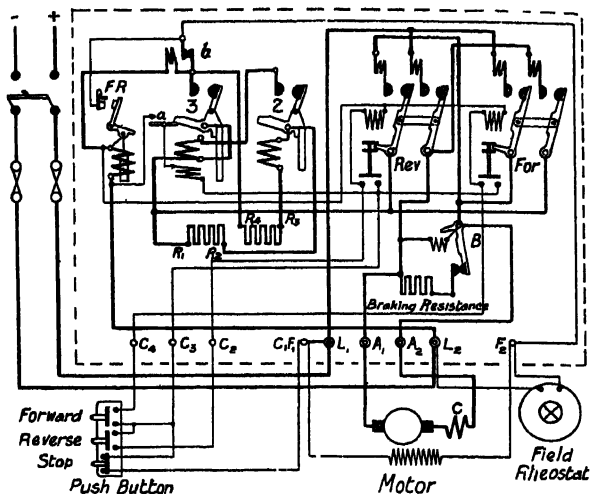 - +
FR
b
3
2
a
Rev
For
R4 R3
R1 R2
B
Braking Resistance
C4 C3 C2 C1F1 L1 A1 A2 L2 F2
Forward
Reverse
Stop
Push Button
C
Motor
Field
Rheostat